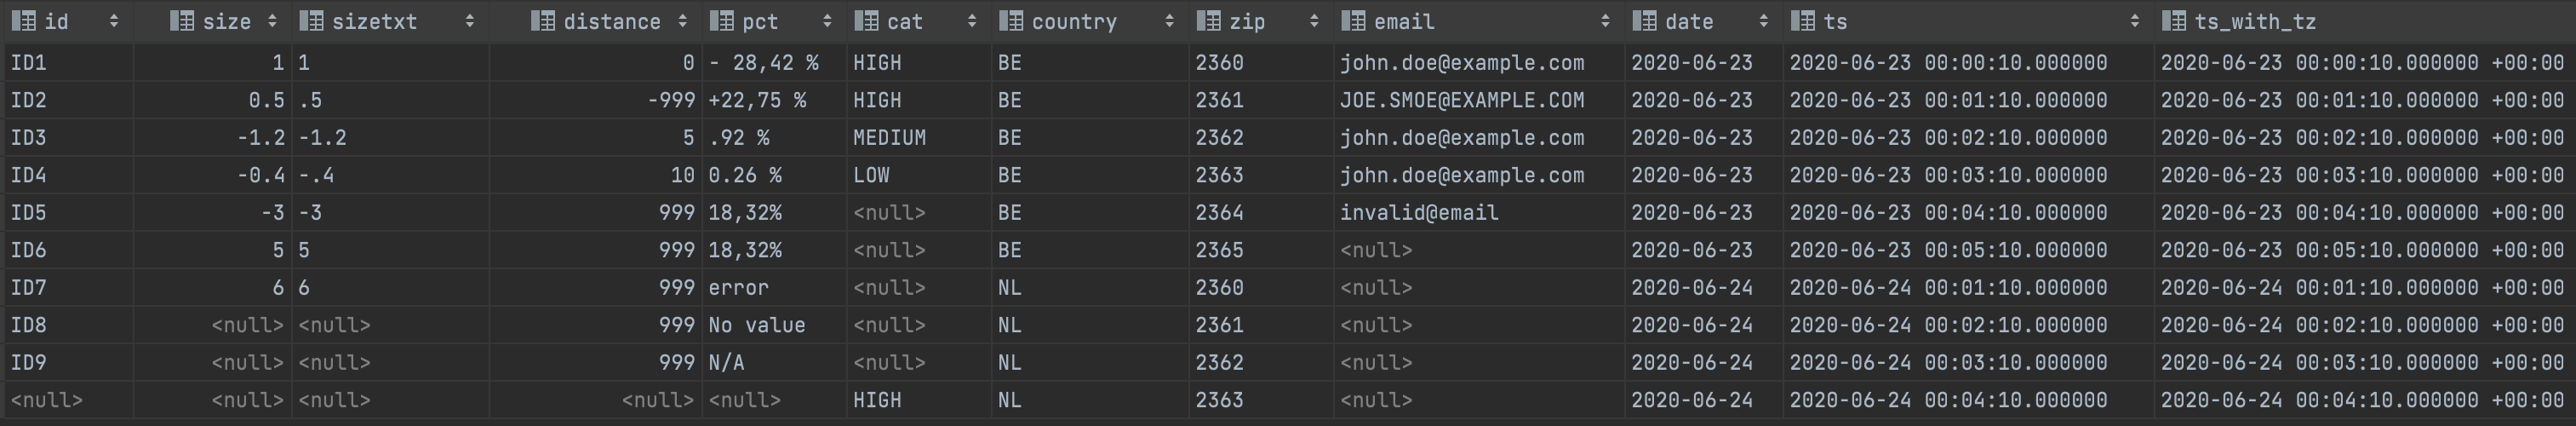 id size sizetxt distance pct cat country zip email date ts ts_with_tz
ID1 1 1 0 - 28,42 % HIGH BE 2360 john.doe@example.com 2020-06-23 2020-06-23 00:00:10.000000 2020-06-23 00:00:10.000000 +00:00
ID2 0.5 .5 -999 +22,75 % HIGH BE 2361 JOE.SMOE@EXAMPLE.COM 2020-06-23 2020-06-23 00:01:10.000000 2020-06-23 00:01:10.000000 +00:00
ID3 -1.2 -1.2 5 .92 % MEDIUM BE 2362 john.doe@example.com 2020-06-23 2020-06-23 00:02:10.000000 2020-06-23 00:02:10.000000 +00:00
ID4 -0.4 -.4 10 0.26 % LOW BE 2363 john.doe@example.com 2020-06-23 2020-06-23 00:03:10.000000 2020-06-23 00:03:10.000000 +00:00
ID5 -3 -3 999 18,32% <null> BE 2364 invalid@email 2020-06-23 2020-06-23 00:04:10.000000 2020-06-23 00:04:10.000000 +00:00
ID6 5 5 999 18,32% <null> BE 2365 <null> 2020-06-23 2020-06-23 00:05:10.000000 2020-06-23 00:05:10.000000 +00:00
ID7 6 6 999 error <null> NL 2360 <null> 2020-06-24 2020-06-24 00:01:10.000000 2020-06-24 00:01:10.000000 +00:00
ID8 <null> <null> 999 No value <null> NL 2361 <null> 2020-06-24 2020-06-24 00:02:10.000000 2020-06-24 00:02:10.000000 +00:00
ID9 <null> <null> 999 N/A <null> NL 2362 <null> 2020-06-24 2020-06-24 00:03:10.000000 2020-06-24 00:03:10.000000 +00:00
<null> <null> <null> <null> <null> HIGH NL 2363 <null> 2020-06-24 2020-06-24 00:04:10.000000 2020-06-24 00:04:10.000000 +00:00